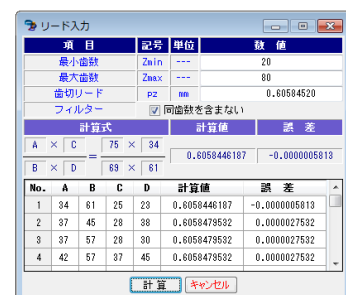 リード入力
項 目 記号 単位 数 値
最小歯数 Zmin --- 20
最大歯数 Zmax --- 80
歯切リード PZ mm 0.60584520
フィルター 同歯数を含まない
計算式 計算値 誤 差
A × C = 75 × 34 0.6058446187 -0.0000005813
B × D 69 × 61
No. A B C D 計算値 誤 差
1 34 61 25 23 0.6058446187 -0.0000005813
2 37 45 28 38 0.6058479532 0.0000027532
3 37 57 28 30 0.6058479532 0.0000027532
4 42 57 37 45 0.6058479532 0.0000027532
計 算 キャンセル